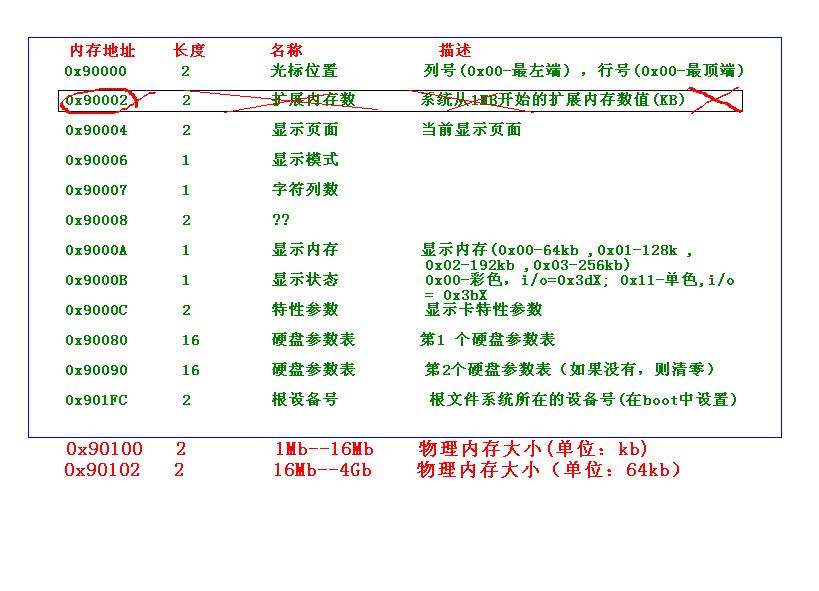 内存地址 长度 名称 描述
0x90000 2 光标位置 列号(0x00-最左端），行号(0x00-最顶端）
0x90002 2 扩展内存数 系统从1MB开始的扩展内存数值(KB)
0x90004 2 显示页面 当前显示页面
0x90006 1 显示模式
0x90007 1 字符列数
0x90008 2 ??
0x9000A 1 显示内存 显示内存(0x00-64kb ,0x01-128k ,
0x02-192kb ,0x03-256kb)
0x9000B 1 显示状态 0x00-彩色，i/o=0x3dX; 0x11-单色,i/o
= 0x3bX
0x9000C 2 特性参数 显示卡特性参数
0x90080 16 硬盘参数表 第1 个硬盘参数表
0x90090 16 硬盘参数表 第2个硬盘参数表（如果没有，则清零）
0x901FC 2 根设备号 根文件系统所在的设备号(在boot中设置）
0x90100 2 1Mb--16Mb 物理内存大小(单位：kb)
0x90102 2 16Mb--4Gb 物理内存大小（单位：64kb）